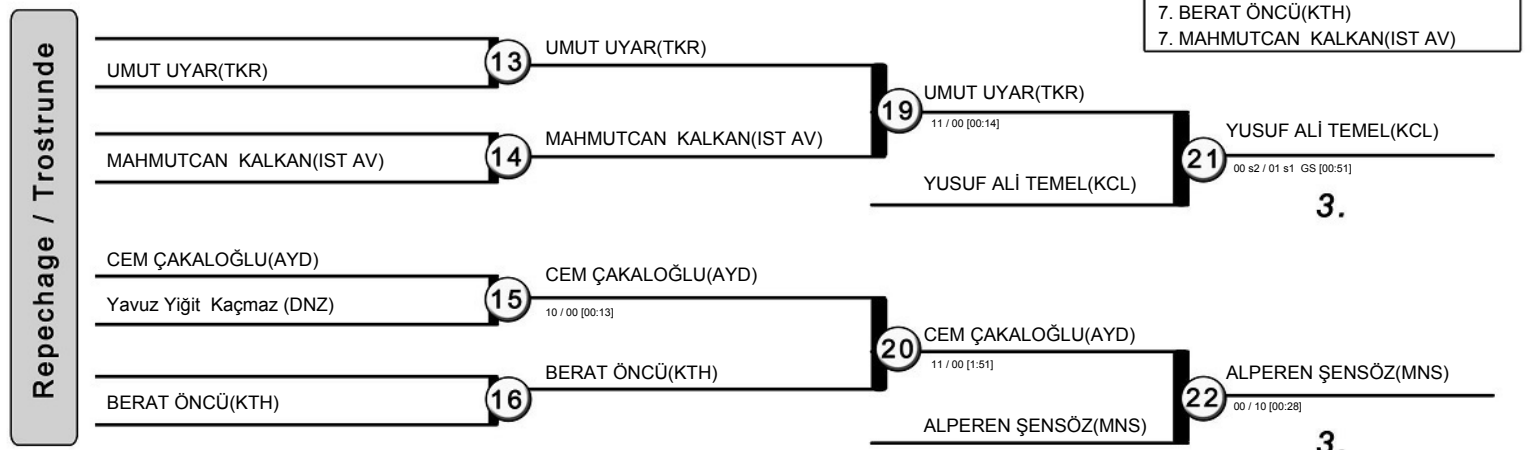 7. BERAT ÖNCÜ(KTH)
7. MAHMUTCAN KALKAN(IST AV)
Repechage / Trostrunde
UMUT UYAR(TKR)
13
UMUT UYAR(TKR)
MAHMUTCAN KALKAN(IST AV)
14
MAHMUTCAN KALKAN(IST AV)
19
UMUT UYAR(TKR)
11 / 00 [00:14]
YUSUF ALİ TEMEL(KCL)
21
YUSUF ALİ TEMEL(KCL)
00 s2 / 01 s1 GS [00:51]
3.
CEM ÇAKALOĞLU(AYD)
Yavuz Yiğit Kaçmaz (DNZ)
15
CEM ÇAKALOĞLU(AYD)
10 / 00 [00:13]
BERAT ÖNCÜ(KTH)
16
BERAT ÖNCÜ(KTH)
20
CEM ÇAKALOĞLU(AYD)
11 / 00 [1:51]
ALPEREN ŞENSÖZ(MNS)
22
ALPEREN ŞENSÖZ(MNS)
00 / 10 [00:28]
3.